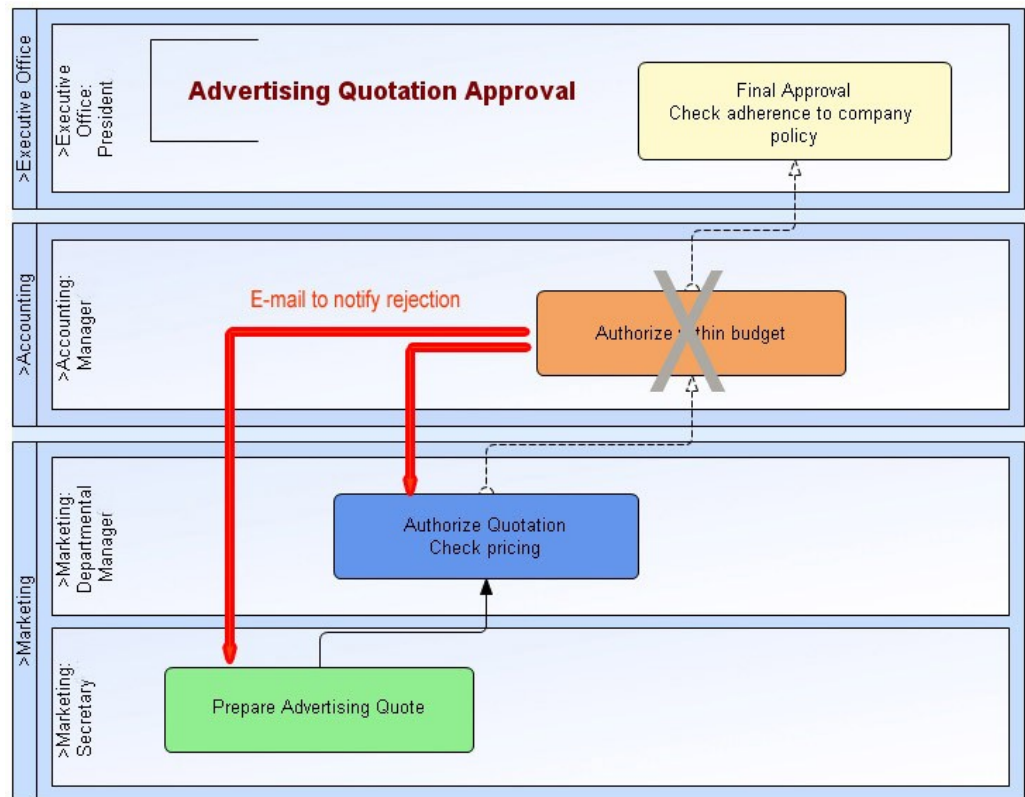 >Executive Office
>Executive
Office:
President
Advertising Quotation Approval
Final Approval
Check adherence to company
policy
>Accounting
>Accounting:
Manager
E-mail to notify rejection
Authorize within budget
>Marketing
>Marketing:
Departmental
Manager
Authorize Quotation
Check pricing
>Marketing:
Secretary
Prepare Advertising Quote